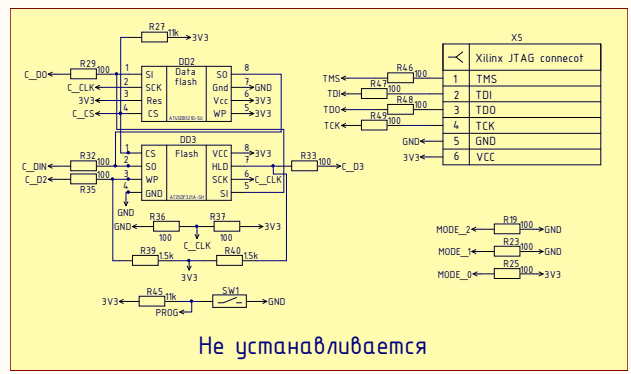 R27
11k
3V3
DD2
R29
100
C_D0
1 SI Data flash SO 8
C_CLK 2 SCK Gnd 7 GND
3V3 3 Res Vcc 6 3V3
C_CS 4 CS WP 5 3V3
DD3
1 CS Flash VCC 8 3V3
C_DIN R32 100 2 SO HLD 7 R33 100 C_D3
C_D2 R35 100 3 WP SCK 6 C_CLK
4 GND SI 5
GND
GND R36 100 R37 100 3V3
C_CLK
R39 1.5k R40 1.5k
3V3
3V3 R45 11k SW1 GND
PROG
X5
Xilinx JTAG connecot
TMS R46 100 1 TMS
TDI R47 100 2 TDI
TDO R48 100 3 TDO
TCK R49 100 4 TCK
GND 5 GND
3V3 6 VCC
MODE_2 R19 100 GND
MODE_1 R23 100 GND
MODE_0 R25 100 3V3
Не устанавливается